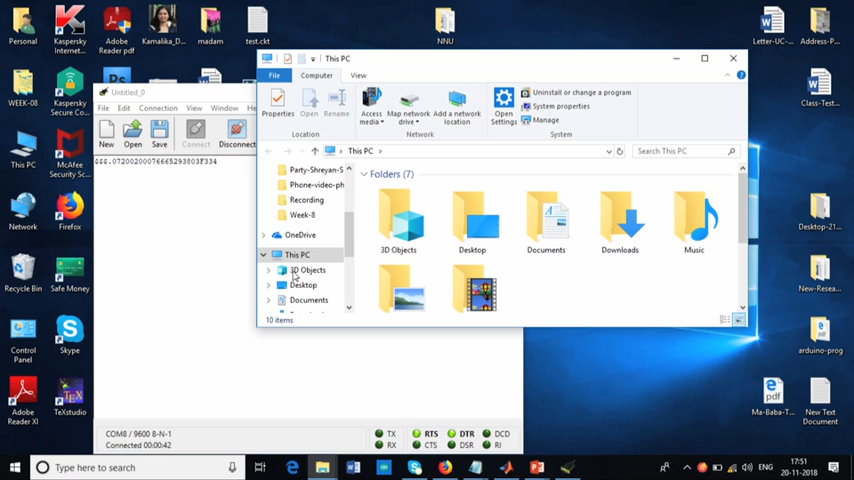 Personal
Kaspersky Internet...
Adobe Reader pdf
Kamalika_D...
madam
test.ckt
NNU
Letter-UC-...
Address-P...
WEEK-08
Kaspersky Secure Co...
Class-Test...
This PC
McAfee Security Sc...
Network
Firefox
Desktop-21...
Recycle Bin
Safe Money
New-Resea...
Control Panel
Skype
arduino-prog
Adobe Reader XI
TeXstudio
Ma-Baba-T...
New Text Document
Untitled_0
File Edit Connection View Window He
New Open Save Connect Disconnect
$$$.07200200076665293803F334
COM8 / 9600 8-N-1
Connected 00:00:42
TX RTS DTR DCD
RX CTS DSR RI
This PC
File Computer View
Properties Open Rename
Location
Access media Map network drive Add a network location
Network
Open Settings
Uninstall or change a program
System properties
Manage
System
This PC
Search This PC
Party-Shreyan-S
Phone-video-ph
Recording
Week-8
OneDrive
This PC
3D Objects
Desktop
Documents
Folders (7)
3D Objects Desktop Documents Downloads Music
10 items
Type here to search
ENG
17:51
20-11-2018